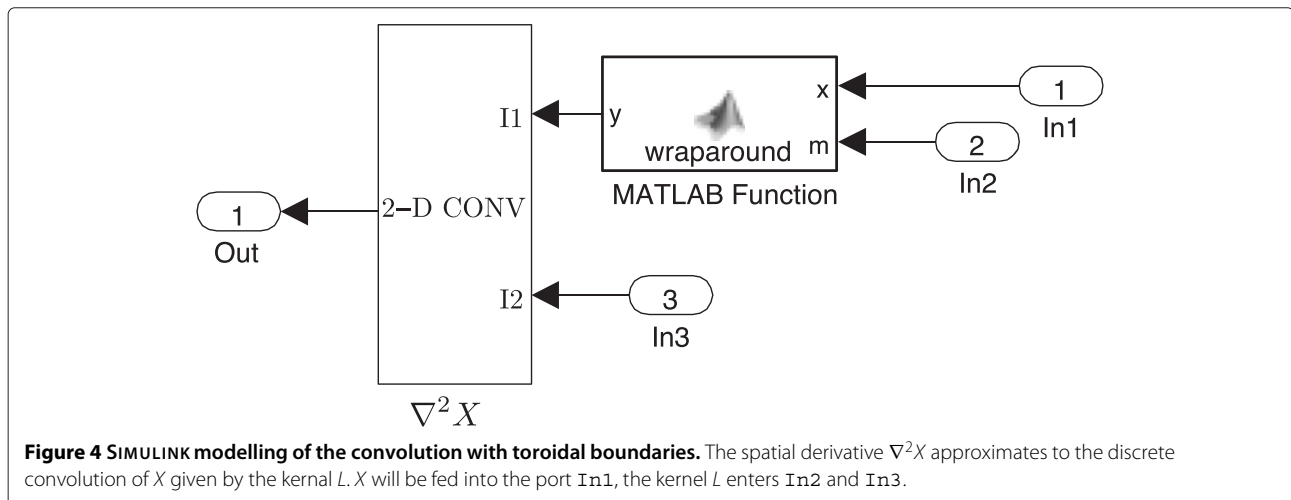 1
In1
x
I1
y
wraparound
m
2
In2
MATLAB Function
1
2–D CONV
Out
I2
3
In3
∇²X
Figure 4 SIMULINK modelling of the convolution with toroidal boundaries. The spatial derivative ∇²X approximates to the discrete
convolution of X given by the kernal L. X will be fed into the port In1, the kernel L enters In2 and In3.